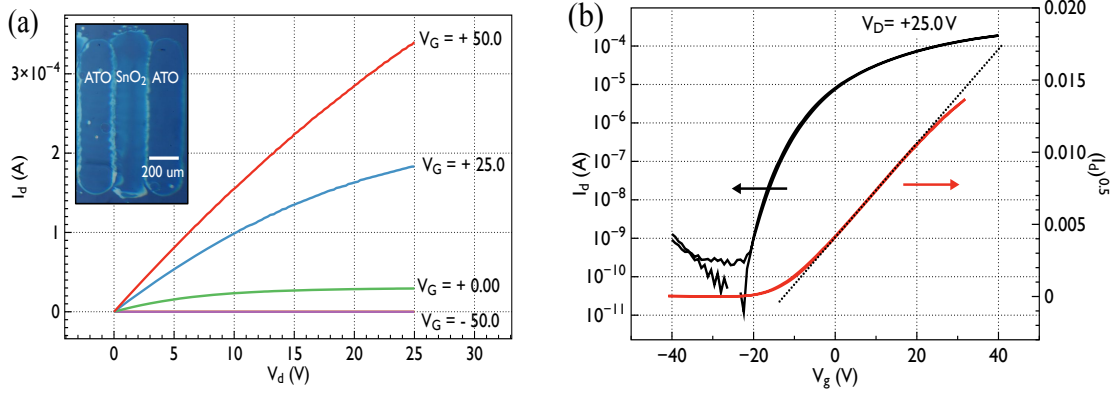 (a)
V_G = + 50.0
3×10⁻⁴
ATO SnO₂ ATO
200 um
V_G = + 25.0
2
I_d (A)
1
V_G = + 0.00
0
V_G = - 50.0
0 5 10 15 20 25 30
V_d (V)
(b)
V_D= +25.0 V
0.020
10⁻⁴
10⁻⁵
0.015
10⁻⁶
10⁻⁷
0.010
I_d (A)
(I_d)^0.5
10⁻⁸
0.005
10⁻⁹
10⁻¹⁰
0
10⁻¹¹
−40 −20 0 20 40
V_g (V)